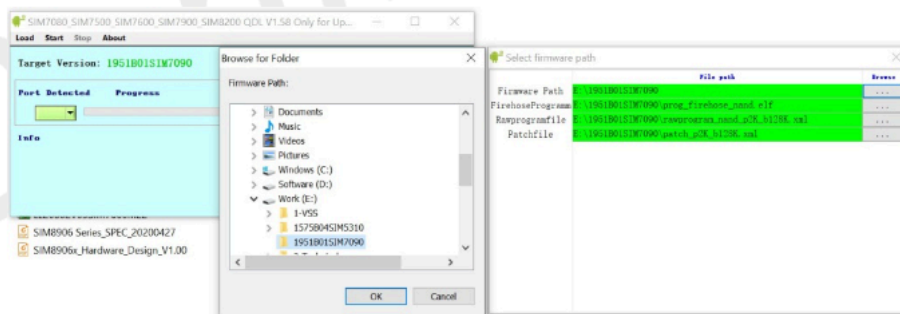 SIM7080_SIM7500_SIM7600_SIM7900_SIM8200 QDL V1.58 Only for Up...
Load Start Stop About
Target Version: 1951B01SIM7090
Port Detected Progress
Info
SIM8906 Series_SPEC_20200427
SIM8906x_Hardware_Design_V1.00
Browse for Folder
Firmware Path:
Documents
Music
Videos
Pictures
Windows (C:)
Software (D:)
Work (E:)
1-VSS
1575B04SIM5310
1951B01SIM7090
OK Cancel
Select firmware path
File path Browse
Firmware Path E:\1951B01SIM7090 ...
FirehoseProgramm E:\1951B01SIM7090\prog_firehose_nand.elf ...
Rawprogramfile E:\1951B01SIM7090\rawprogram_nand_p2K_b128K.xml ...
Patchfile E:\1951B01SIM7090\patch_p2K_b128K.xml ...